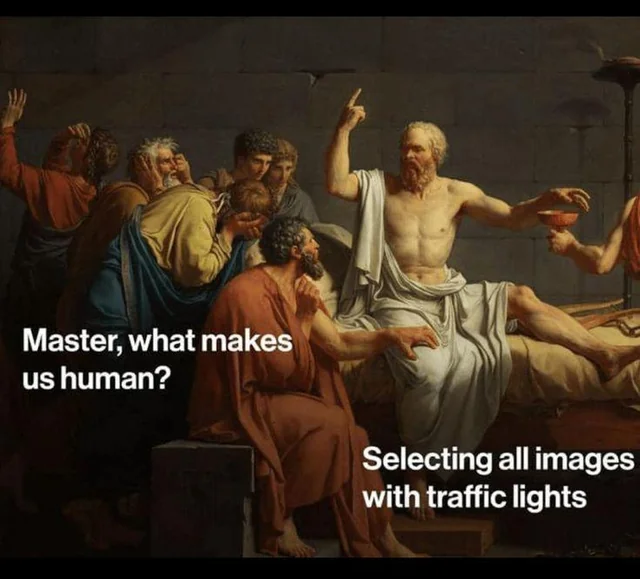 Master, what makes
us human?
Selecting all images
with traffic lights